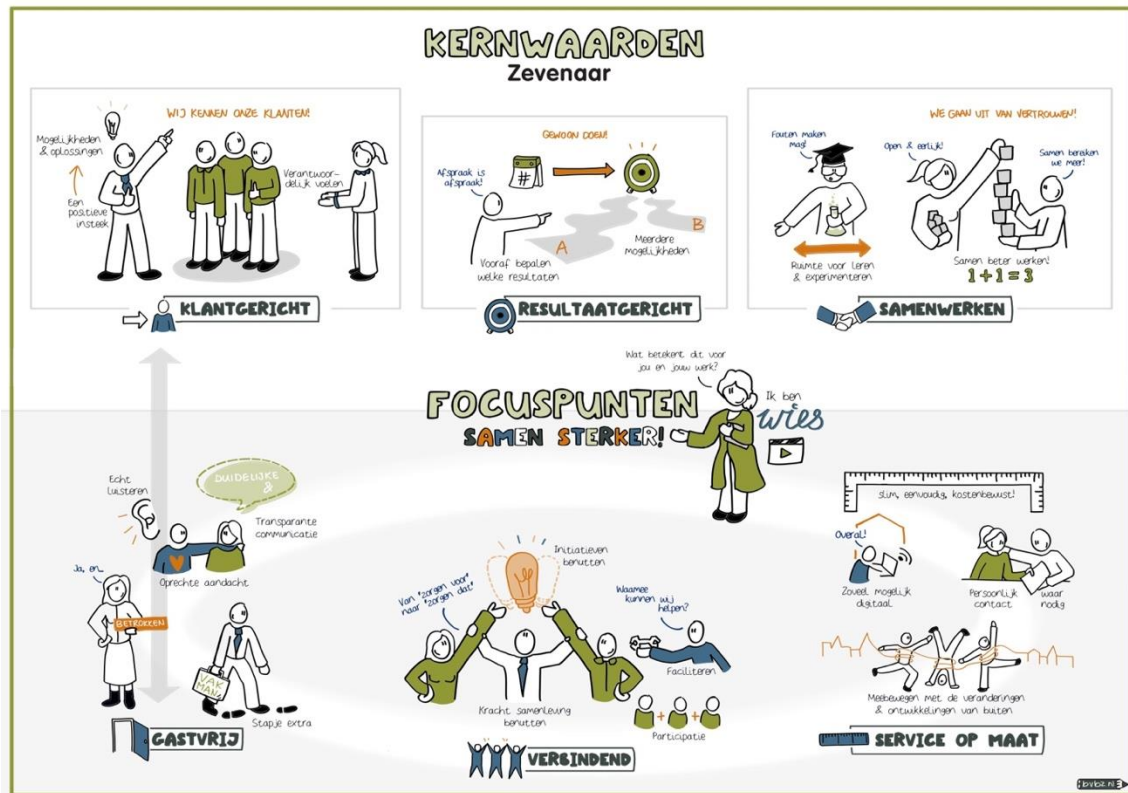 KERNWAARDEN
Zevenaar
WIJ KENNEN ONZE KLANTEN!
Mogelijkheden
& oplossingen
Een
positieve
insteek
Verantwoor-
delijk voelen
KLANTGERICHT
GEWOON DOEN!
#
Afspraak is
afspraak!
A
B
Meerdere
mogelijkheden
Vooraf bepalen
welke resultaten
RESULTAATGERICHT
WE GAAN UIT VAN VERTROUWEN!
Fouten maken
mag!
Open & eerlijk!
Samen bereiken
we meer!
Ruimte voor leren
& experimenteren
Samen beter werken!
1+1=3
SAMENWERKEN
Wat betekent dit voor
jou en jouw werk?
FOCUSPUNTEN
SAMEN STERKER!
Ik ben
wies
Echt
luisteren
DUIDELIJKE
&
Transparante
communicatie
Oprechte aandacht
Ja, en...
BETROKKEN
VAK
MAN
Stapje extra
GASTVRIJ
Initiatieven
benutten
Van "zorgen voor"
naar "zorgen dat"
Waarmee
kunnen wij
helpen?
Faciliteren
Kracht samenleving
benutten
+ +
Participatie
VERBINDEND
slim, eenvoudig, kostenbewust!
Overal!
Zoveel mogelijk
digitaal
Persoonlijk
contact
waar
nodig
Meebewegen met de veranderingen
& ontwikkelingen van buiten
SERVICE OP MAAT
bvbz.nl